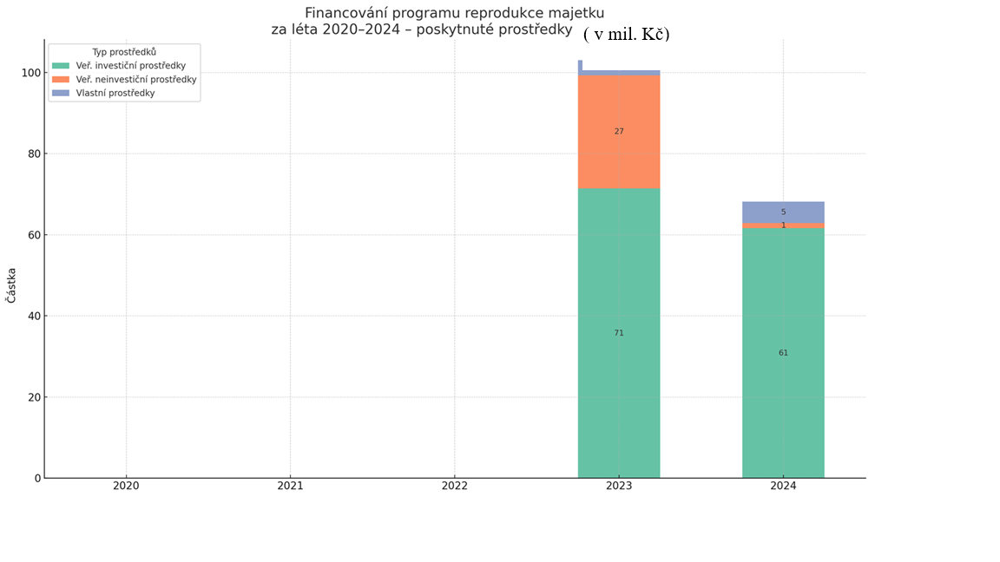 Financování programu reprodukce majetku
za léta 2020–2024 – poskytnuté prostředky ( v mil. Kč)
Typ prostředků
Veř. investiční prostředky
Veř. neinvestiční prostředky
Vlastní prostředky
Částka
100
80
60
40
20
0
27
71
5
1
61
2020
2021
2022
2023
2024